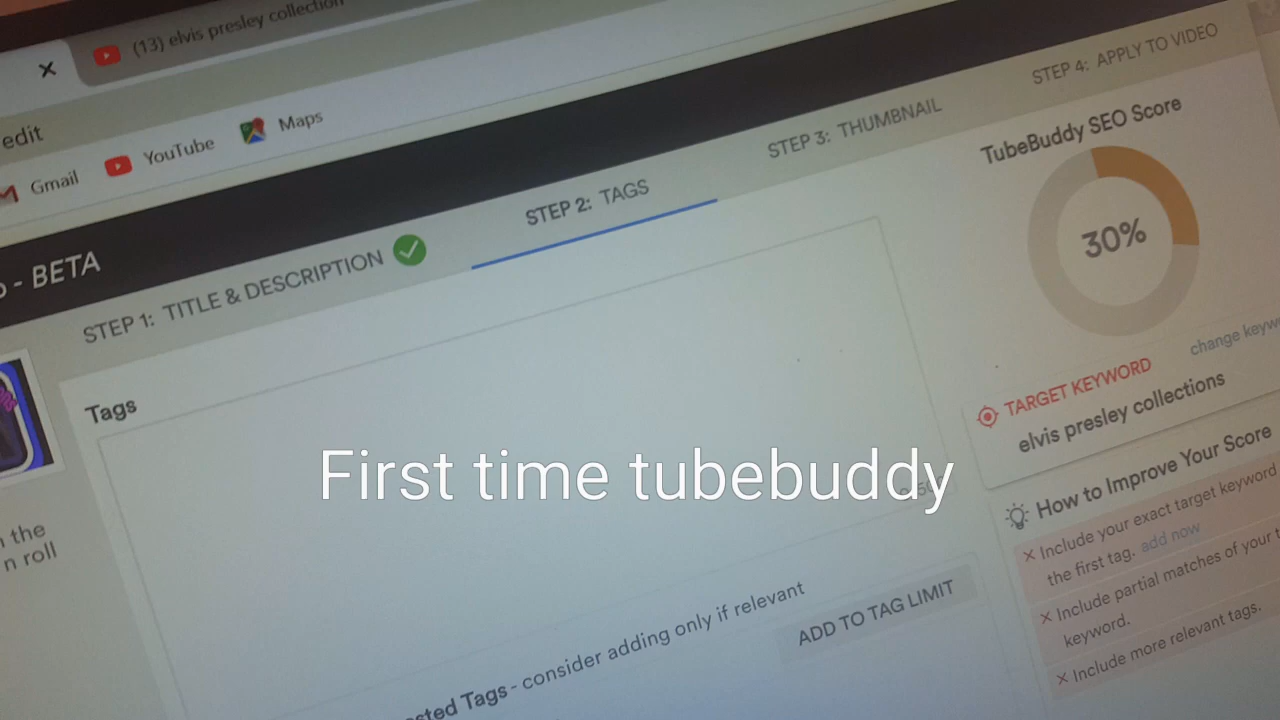 (13) elvis presley collection
edit
Gmail
YouTube
Maps
- BETA
STEP 1: TITLE & DESCRIPTION
STEP 2: TAGS
STEP 3: THUMBNAIL
STEP 4: APPLY TO VIDEO
TubeBuddy SEO Score
30%
change
TARGET KEYWORD
elvis presley collections
Tags
First time tubebuddy
How to Improve Your Score
× Include your exact target keyword
the first tag. add now
× Include partial matches of your
keyword.
× Include more relevant tags.
the
n roll
Tags - consider adding only if relevant
ADD TO TAG LIMIT